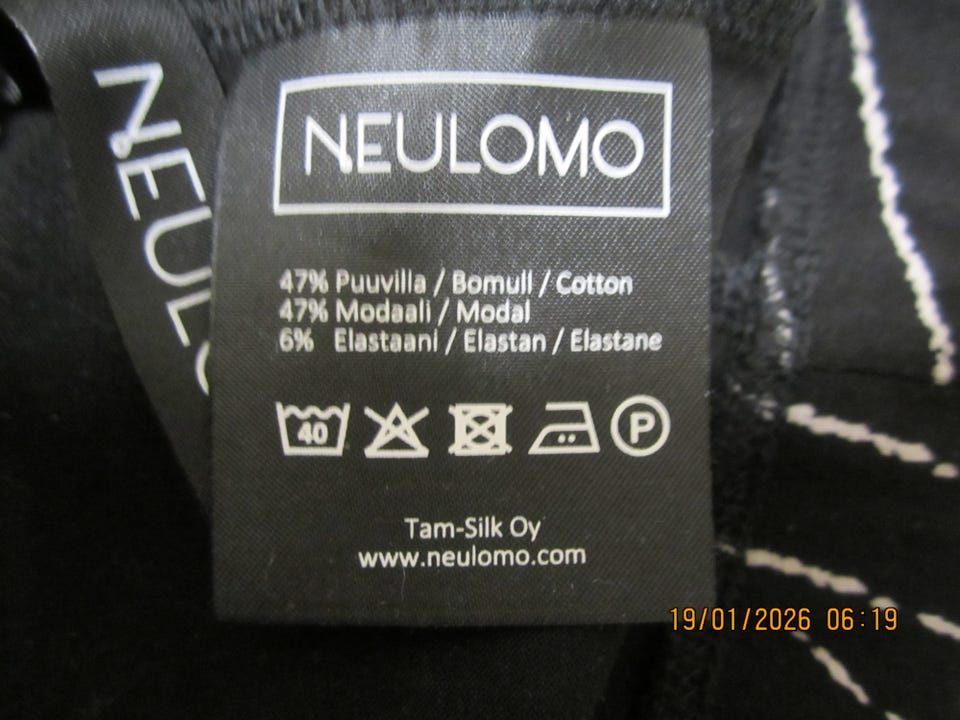 NEULOMO
NEULO
47% Puuvilla / Bomull / Cotton
47% Modaali / Modal
6% Elastaani / Elastan / Elastane
40
P
Tam-Silk Oy
www.neulomo.com
19/01/2026 06:19